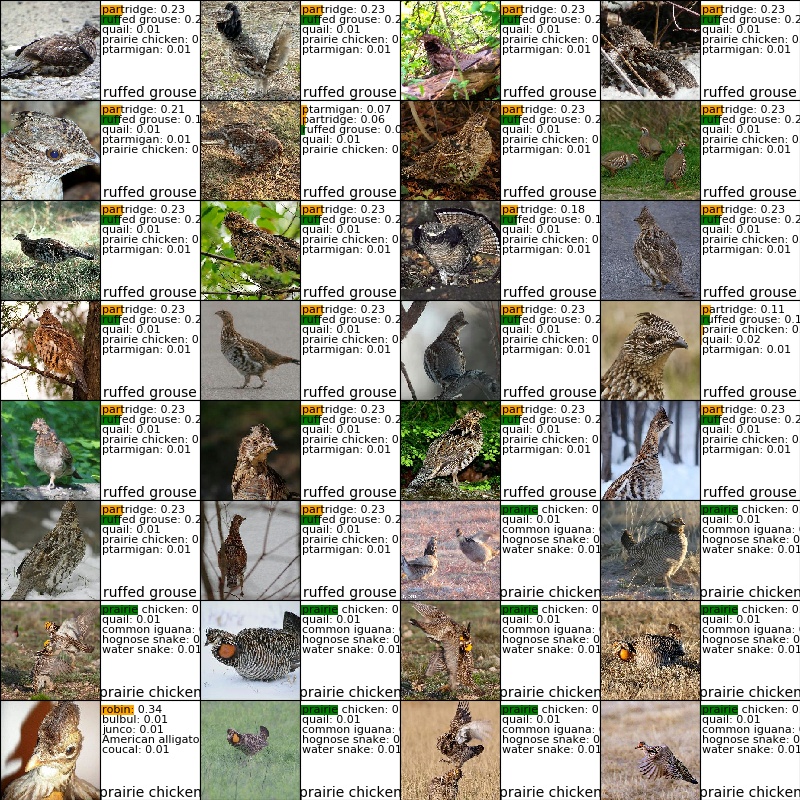 partridge: 0.23
ruffed grouse: 0.2
quail: 0.01
prairie chicken: 0
ptarmigan: 0.01
ruffed grouse
partridge: 0.23
ruffed grouse: 0.2
quail: 0.01
prairie chicken: 0
ptarmigan: 0.01
ruffed grouse
partridge: 0.23
ruffed grouse: 0.2
quail: 0.01
prairie chicken: 0
ptarmigan: 0.01
ruffed grouse
partridge: 0.23
ruffed grouse: 0.2
quail: 0.01
prairie chicken: 0
ptarmigan: 0.01
ruffed grouse
partridge: 0.21
ruffed grouse: 0.1
quail: 0.01
ptarmigan: 0.01
prairie chicken: 0
ruffed grouse
ptarmigan: 0.07
partridge: 0.06
ruffed grouse: 0.0
quail: 0.01
prairie chicken: 0
ruffed grouse
partridge: 0.23
ruffed grouse: 0.2
quail: 0.01
prairie chicken: 0
ptarmigan: 0.01
ruffed grouse
partridge: 0.23
ruffed grouse: 0.2
quail: 0.01
prairie chicken: 0
ptarmigan: 0.01
ruffed grouse
partridge: 0.23
ruffed grouse: 0.2
quail: 0.01
prairie chicken: 0
ptarmigan: 0.01
ruffed grouse
partridge: 0.23
ruffed grouse: 0.2
quail: 0.01
prairie chicken: 0
ptarmigan: 0.01
ruffed grouse
partridge: 0.18
ruffed grouse: 0.1
quail: 0.01
prairie chicken: 0
ptarmigan: 0.01
ruffed grouse
partridge: 0.23
ruffed grouse: 0.2
quail: 0.01
prairie chicken: 0
ptarmigan: 0.01
ruffed grouse
partridge: 0.23
ruffed grouse: 0.2
quail: 0.01
prairie chicken: 0
ptarmigan: 0.01
ruffed grouse
partridge: 0.23
ruffed grouse: 0.2
quail: 0.01
prairie chicken: 0
ptarmigan: 0.01
ruffed grouse
partridge: 0.23
ruffed grouse: 0.2
quail: 0.01
prairie chicken: 0
ptarmigan: 0.01
ruffed grouse
partridge: 0.11
ruffed grouse: 0.1
prairie chicken: 0
quail: 0.02
ptarmigan: 0.01
ruffed grouse
partridge: 0.23
ruffed grouse: 0.2
quail: 0.01
prairie chicken: 0
ptarmigan: 0.01
ruffed grouse
partridge: 0.23
ruffed grouse: 0.2
quail: 0.01
prairie chicken: 0
ptarmigan: 0.01
ruffed grouse
partridge: 0.23
ruffed grouse: 0.2
quail: 0.01
prairie chicken: 0
ptarmigan: 0.01
ruffed grouse
partridge: 0.23
ruffed grouse: 0.2
quail: 0.01
prairie chicken: 0
ptarmigan: 0.01
ruffed grouse
partridge: 0.23
ruffed grouse: 0.2
quail: 0.01
prairie chicken: 0
ptarmigan: 0.01
ruffed grouse
partridge: 0.23
ruffed grouse: 0.2
quail: 0.01
prairie chicken: 0
ptarmigan: 0.01
ruffed grouse
prairie chicken: 0
quail: 0.01
common iguana:
hognose snake: 0
water snake: 0.01
prairie chicken
prairie chicken: 0
quail: 0.01
common iguana:
hognose snake: 0
water snake: 0.01
prairie chicken
prairie chicken: 0
quail: 0.01
common iguana:
hognose snake: 0
water snake: 0.01
prairie chicken
prairie chicken: 0
quail: 0.01
common iguana:
hognose snake: 0
water snake: 0.01
prairie chicken
prairie chicken: 0
quail: 0.01
common iguana:
hognose snake: 0
water snake: 0.01
prairie chicken
prairie chicken: 0
quail: 0.01
common iguana:
hognose snake: 0
water snake: 0.01
prairie chicken
robin: 0.34
bulbul: 0.01
junco: 0.01
American alligato
coucal: 0.01
prairie chicken
prairie chicken: 0
quail: 0.01
common iguana:
hognose snake: 0
water snake: 0.01
prairie chicken
prairie chicken: 0
quail: 0.01
common iguana:
hognose snake: 0
water snake: 0.01
prairie chicken
prairie chicken: 0
quail: 0.01
common iguana:
hognose snake: 0
water snake: 0.01
prairie chicken